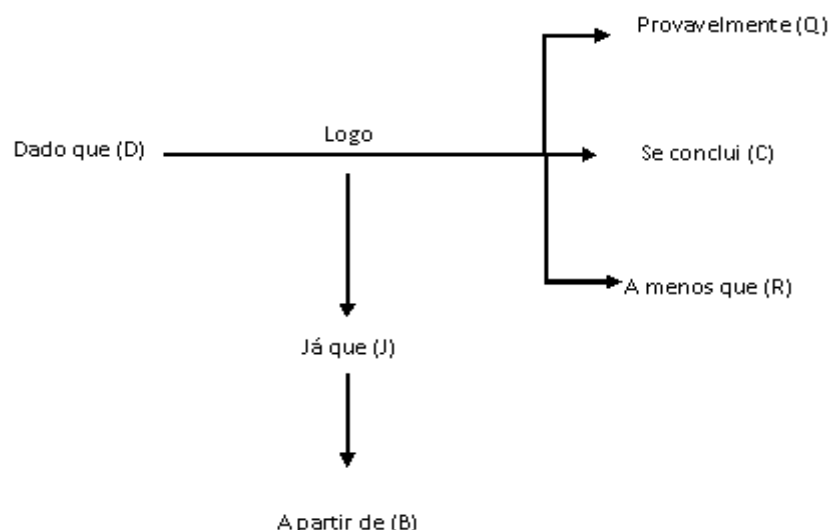 Provavelmente (Q)
Logo
Dado que (D)
Se conclui (C)
A menos que (R)
Já que (J)
A partir de (B)